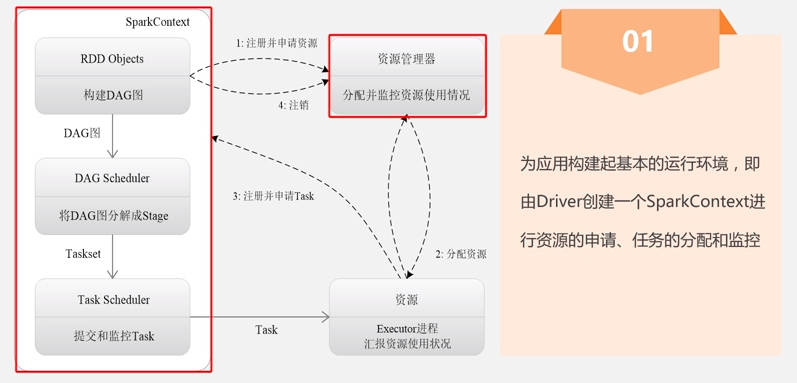 SparkContext
RDD Objects
构建DAG图
DAG图
DAG Scheduler
将DAG图分解成Stage
Taskset
Task Scheduler
提交和监控Task
1: 注册并申请资源
4: 注销
资源管理器
分配并监控资源使用情况
3: 注册并申请Task
2: 分配资源
Task
资源
Executor进程
汇报资源使用状况
01
为应用构建起基本的运行环境，即
由Driver创建一个SparkContext进
行资源的申请、任务的分配和监控